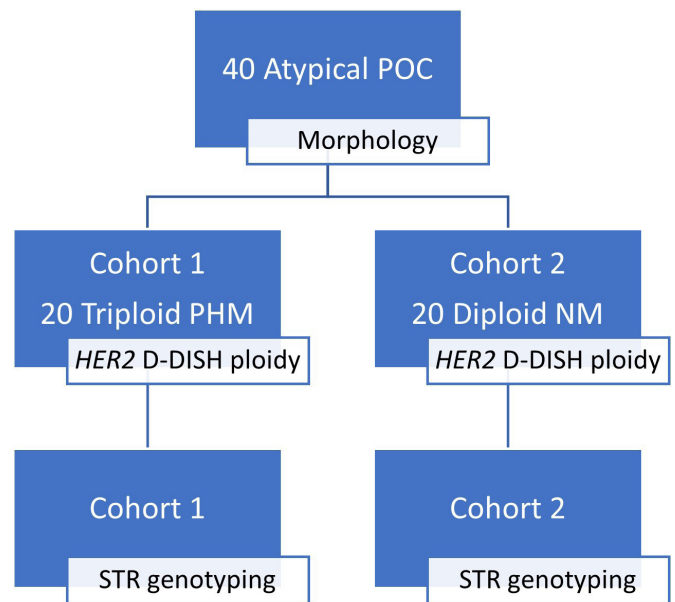 40 Atypical POC
Morphology
Cohort 1
20 Triploid PHM
HER2 D-DISH ploidy
Cohort 2
20 Diploid NM
HER2 D-DISH ploidy
Cohort 1
STR genotyping
Cohort 2
STR genotyping